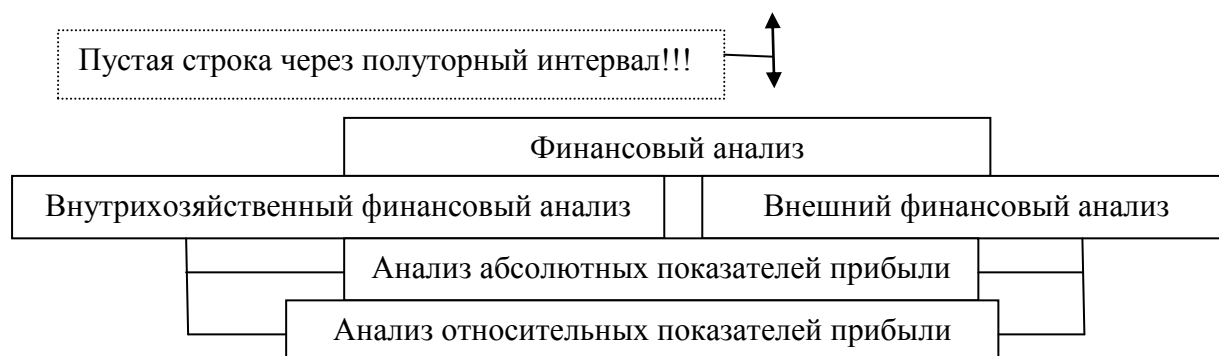 Пустая строка через полуторный интервал!!!
Финансовый анализ
Внутрихозяйственный финансовый анализ
Внешний финансовый анализ
Анализ абсолютных показателей прибыли
Анализ относительных показателей прибыли